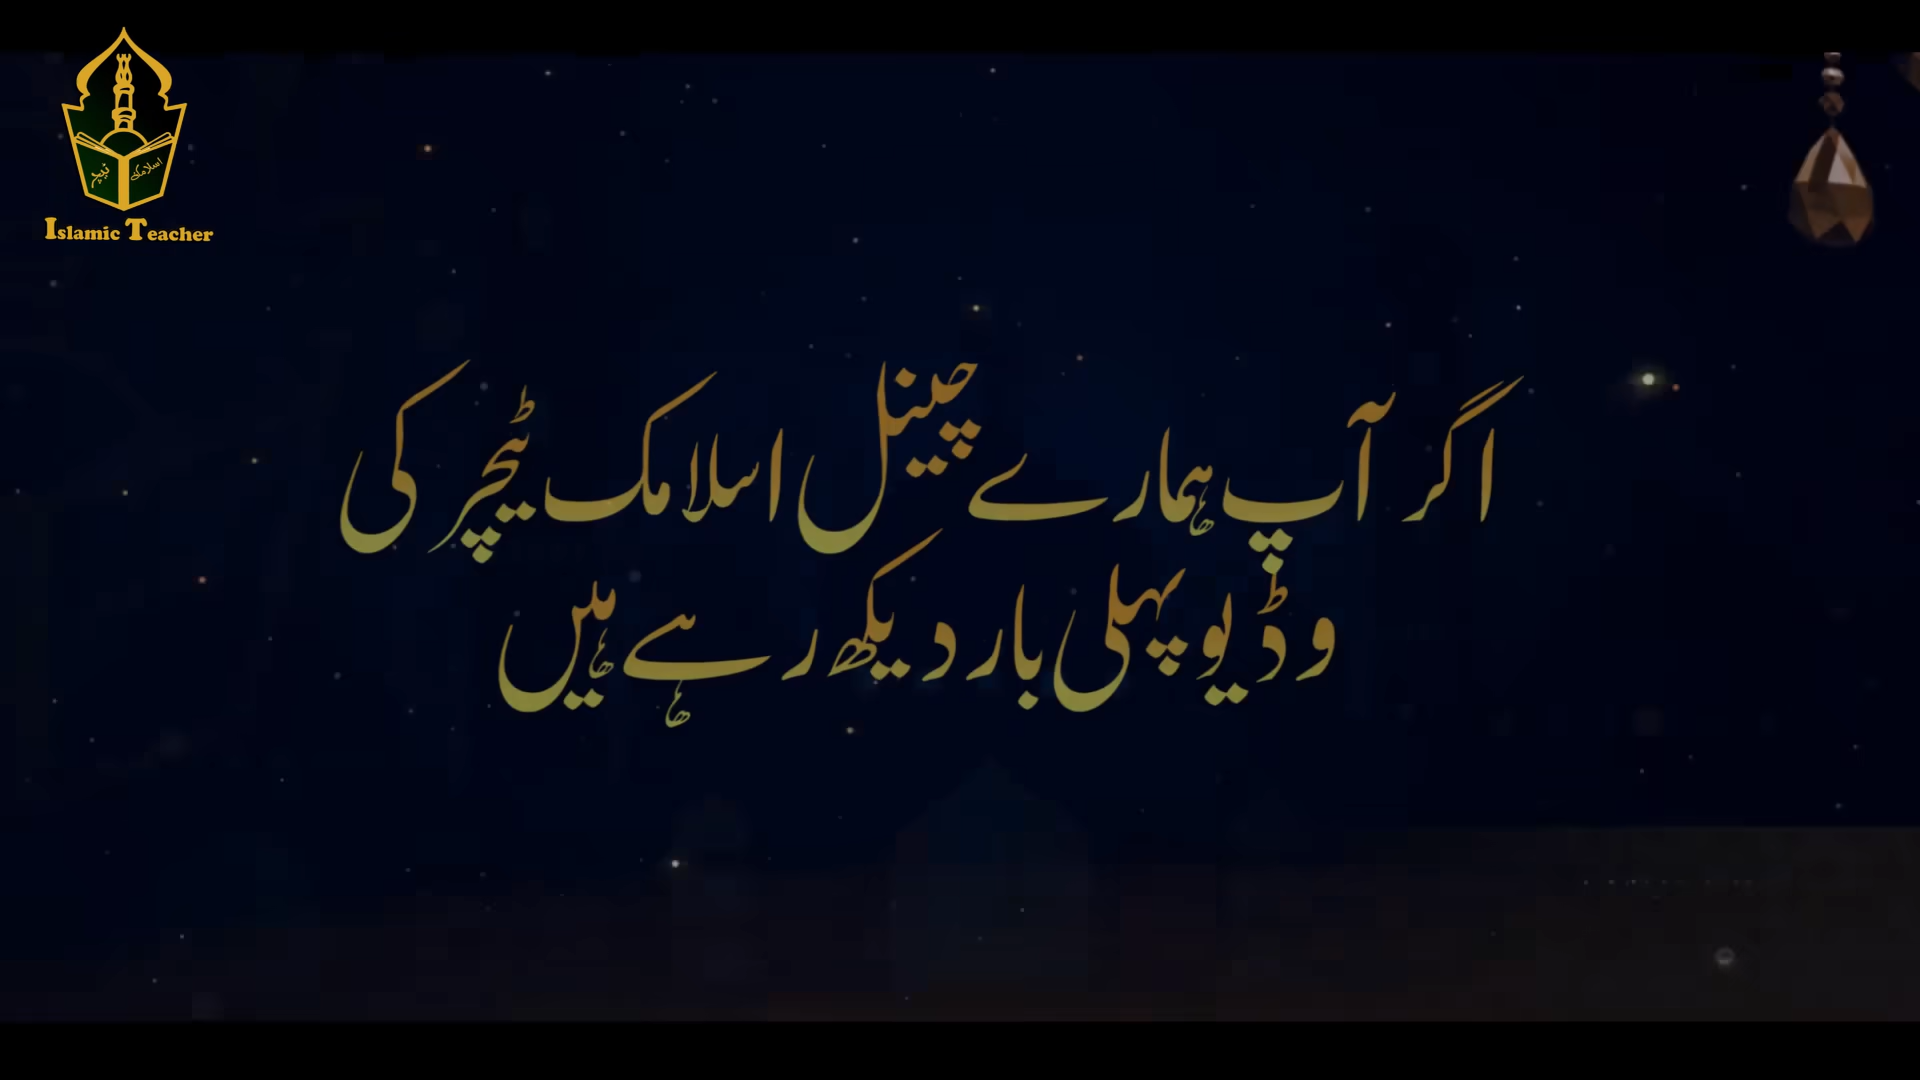 Islamic Teacher
اگر آپ ہمارے چینل اسلامک ٹیچر کی
وڈیو پہلی بار دیکھ رہے ہیں